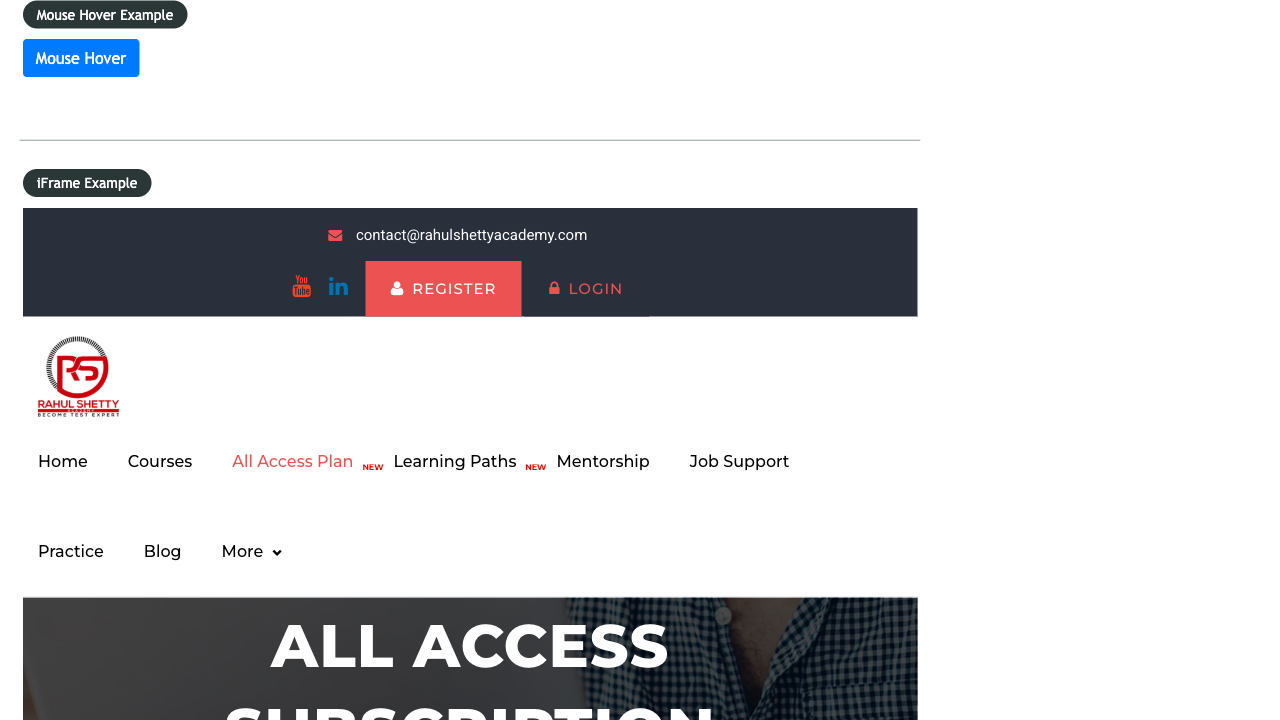 Mouse Hover Example
Mouse Hover
iFrame Example
contact@rahulshettyacademy.com
You Tube in REGISTER LOGIN
RS
RAHUL SHETTY
ACADEMY
BECOME TEST EXPERT
Home Courses All Access Plan NEW Learning Paths NEW Mentorship Job Support
Practice Blog More
ALL ACCESS
SUBSCRIPTION